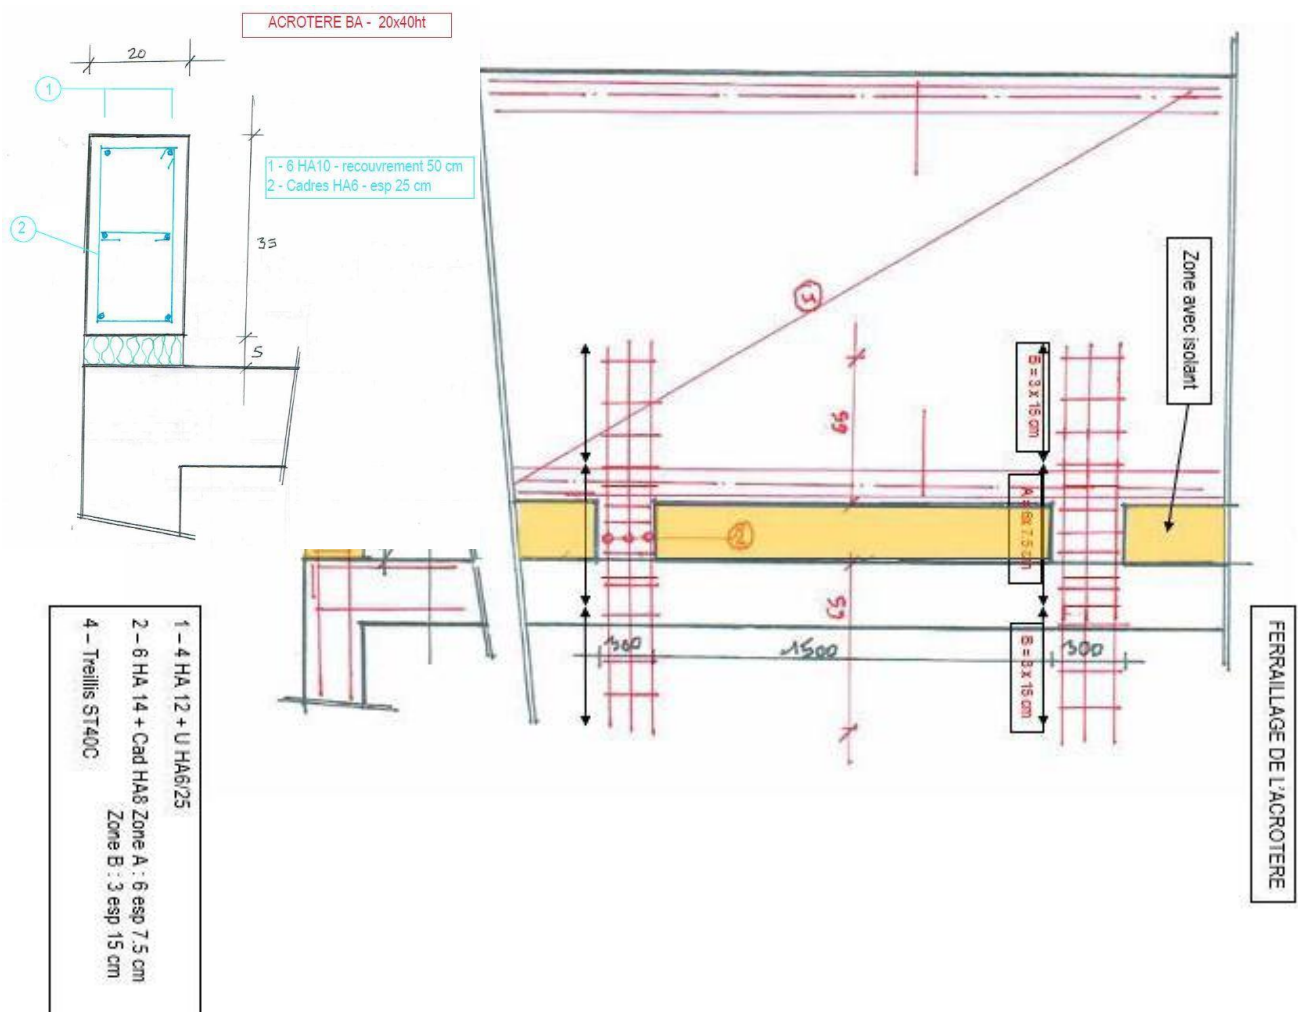 ACROTERE BA - 20x40ht
20
1
1 - 6 HA10 - recouvrement 50 cm
2 - Cadres HA6 - esp 25 cm
2
35
5
Zone avec isolant
B = 3 x 15 cm
A = 6x 7.5 cm
B = 3 x 15 cm
2
300
1500
300
FERRAILLAGE DE L'ACROTERE
1 – 4 HA 12 + U HA6/25
2 – 6 HA 14 + Cad HA8 Zone A : 6 esp 7.5 cm
Zone B : 3 esp 15 cm
4 – Treillis ST40C